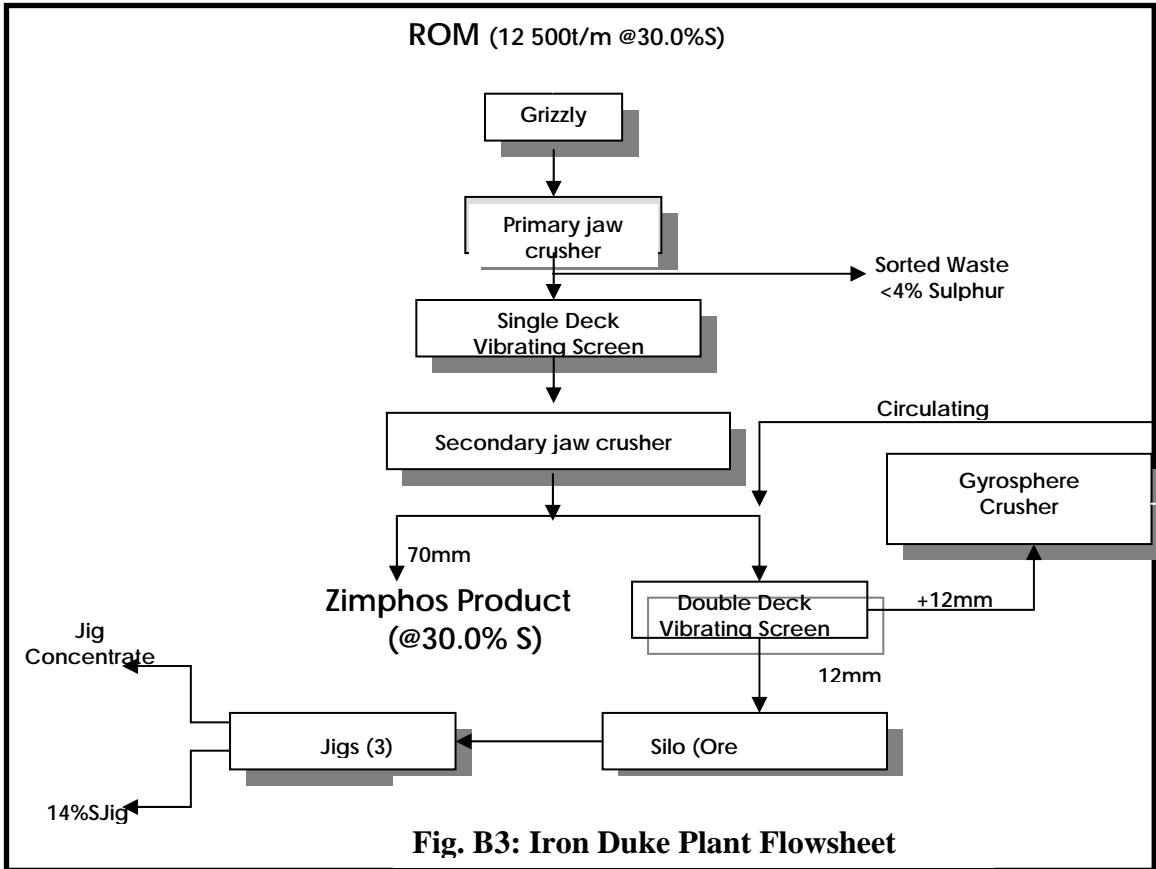 ROM (12 500t/m @30.0%S)
Grizzly
Primary jaw
crusher
Sorted Waste
<4% Sulphur
Single Deck
Vibrating Screen
Circulating
Secondary jaw crusher
Gyrosphere
Crusher
70mm
Zimphos Product
(@30.0% S)
Double Deck
Vibrating Screen
+12mm
12mm
Jig
Concentrate
Jigs (3)
Silo (Ore
14%SJig
Fig. B3: Iron Duke Plant Flowsheet